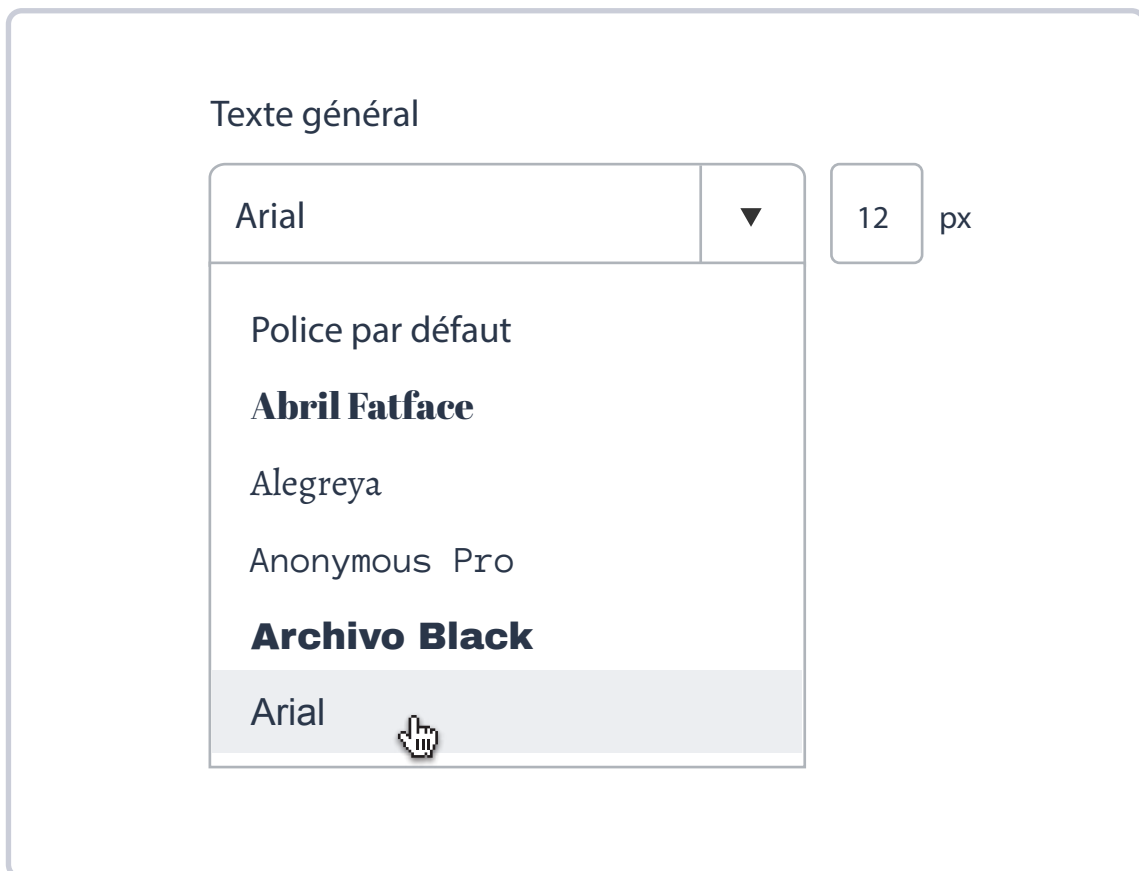 Texte général
Arial
12 px
Police par défaut
Abril Fatface
Alegreya
Anonymous Pro
Archivo Black
Arial